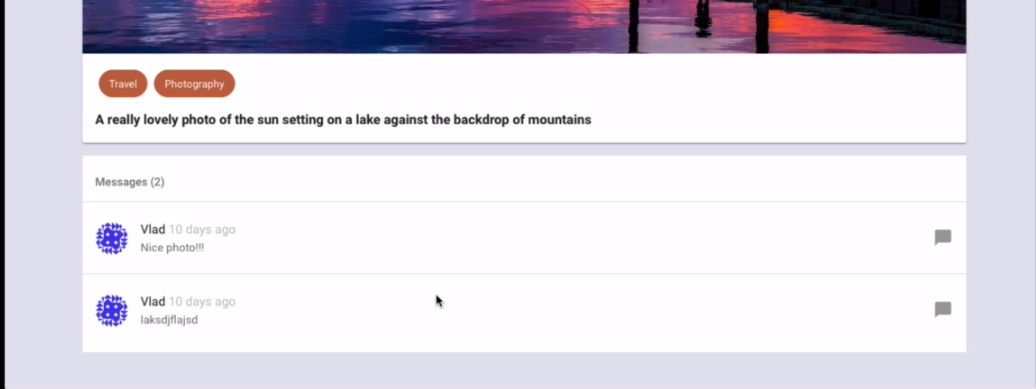 Travel Photography
A really lovely photo of the sun setting on a lake against the backdrop of mountains
Messages (2)
Vlad 10 days ago
Nice photo!!!
Vlad 10 days ago
laksdjflajsd